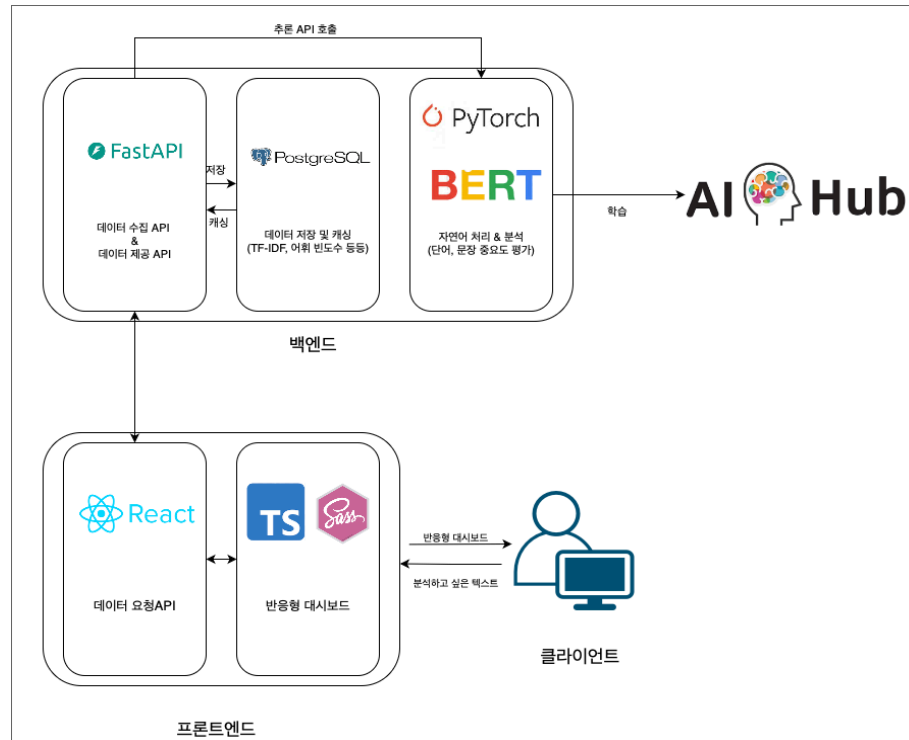 추론 API 호출
FastAPI
데이터 수집 API
&
데이터 제공 API
저장
캐싱
PostgreSQL
데이터 저장 및 캐싱
(TF-IDF, 어휘 빈도수 등등)
PyTorch
BERT
자연어 처리 & 분석
(단어, 문장 중요도 평가)
학습
AI Hub
백엔드
React
데이터 요청API
TS
Sass
반응형 대시보드
반응형 대시보드
분석하고 싶은 텍스트
클라이언트
프론트엔드